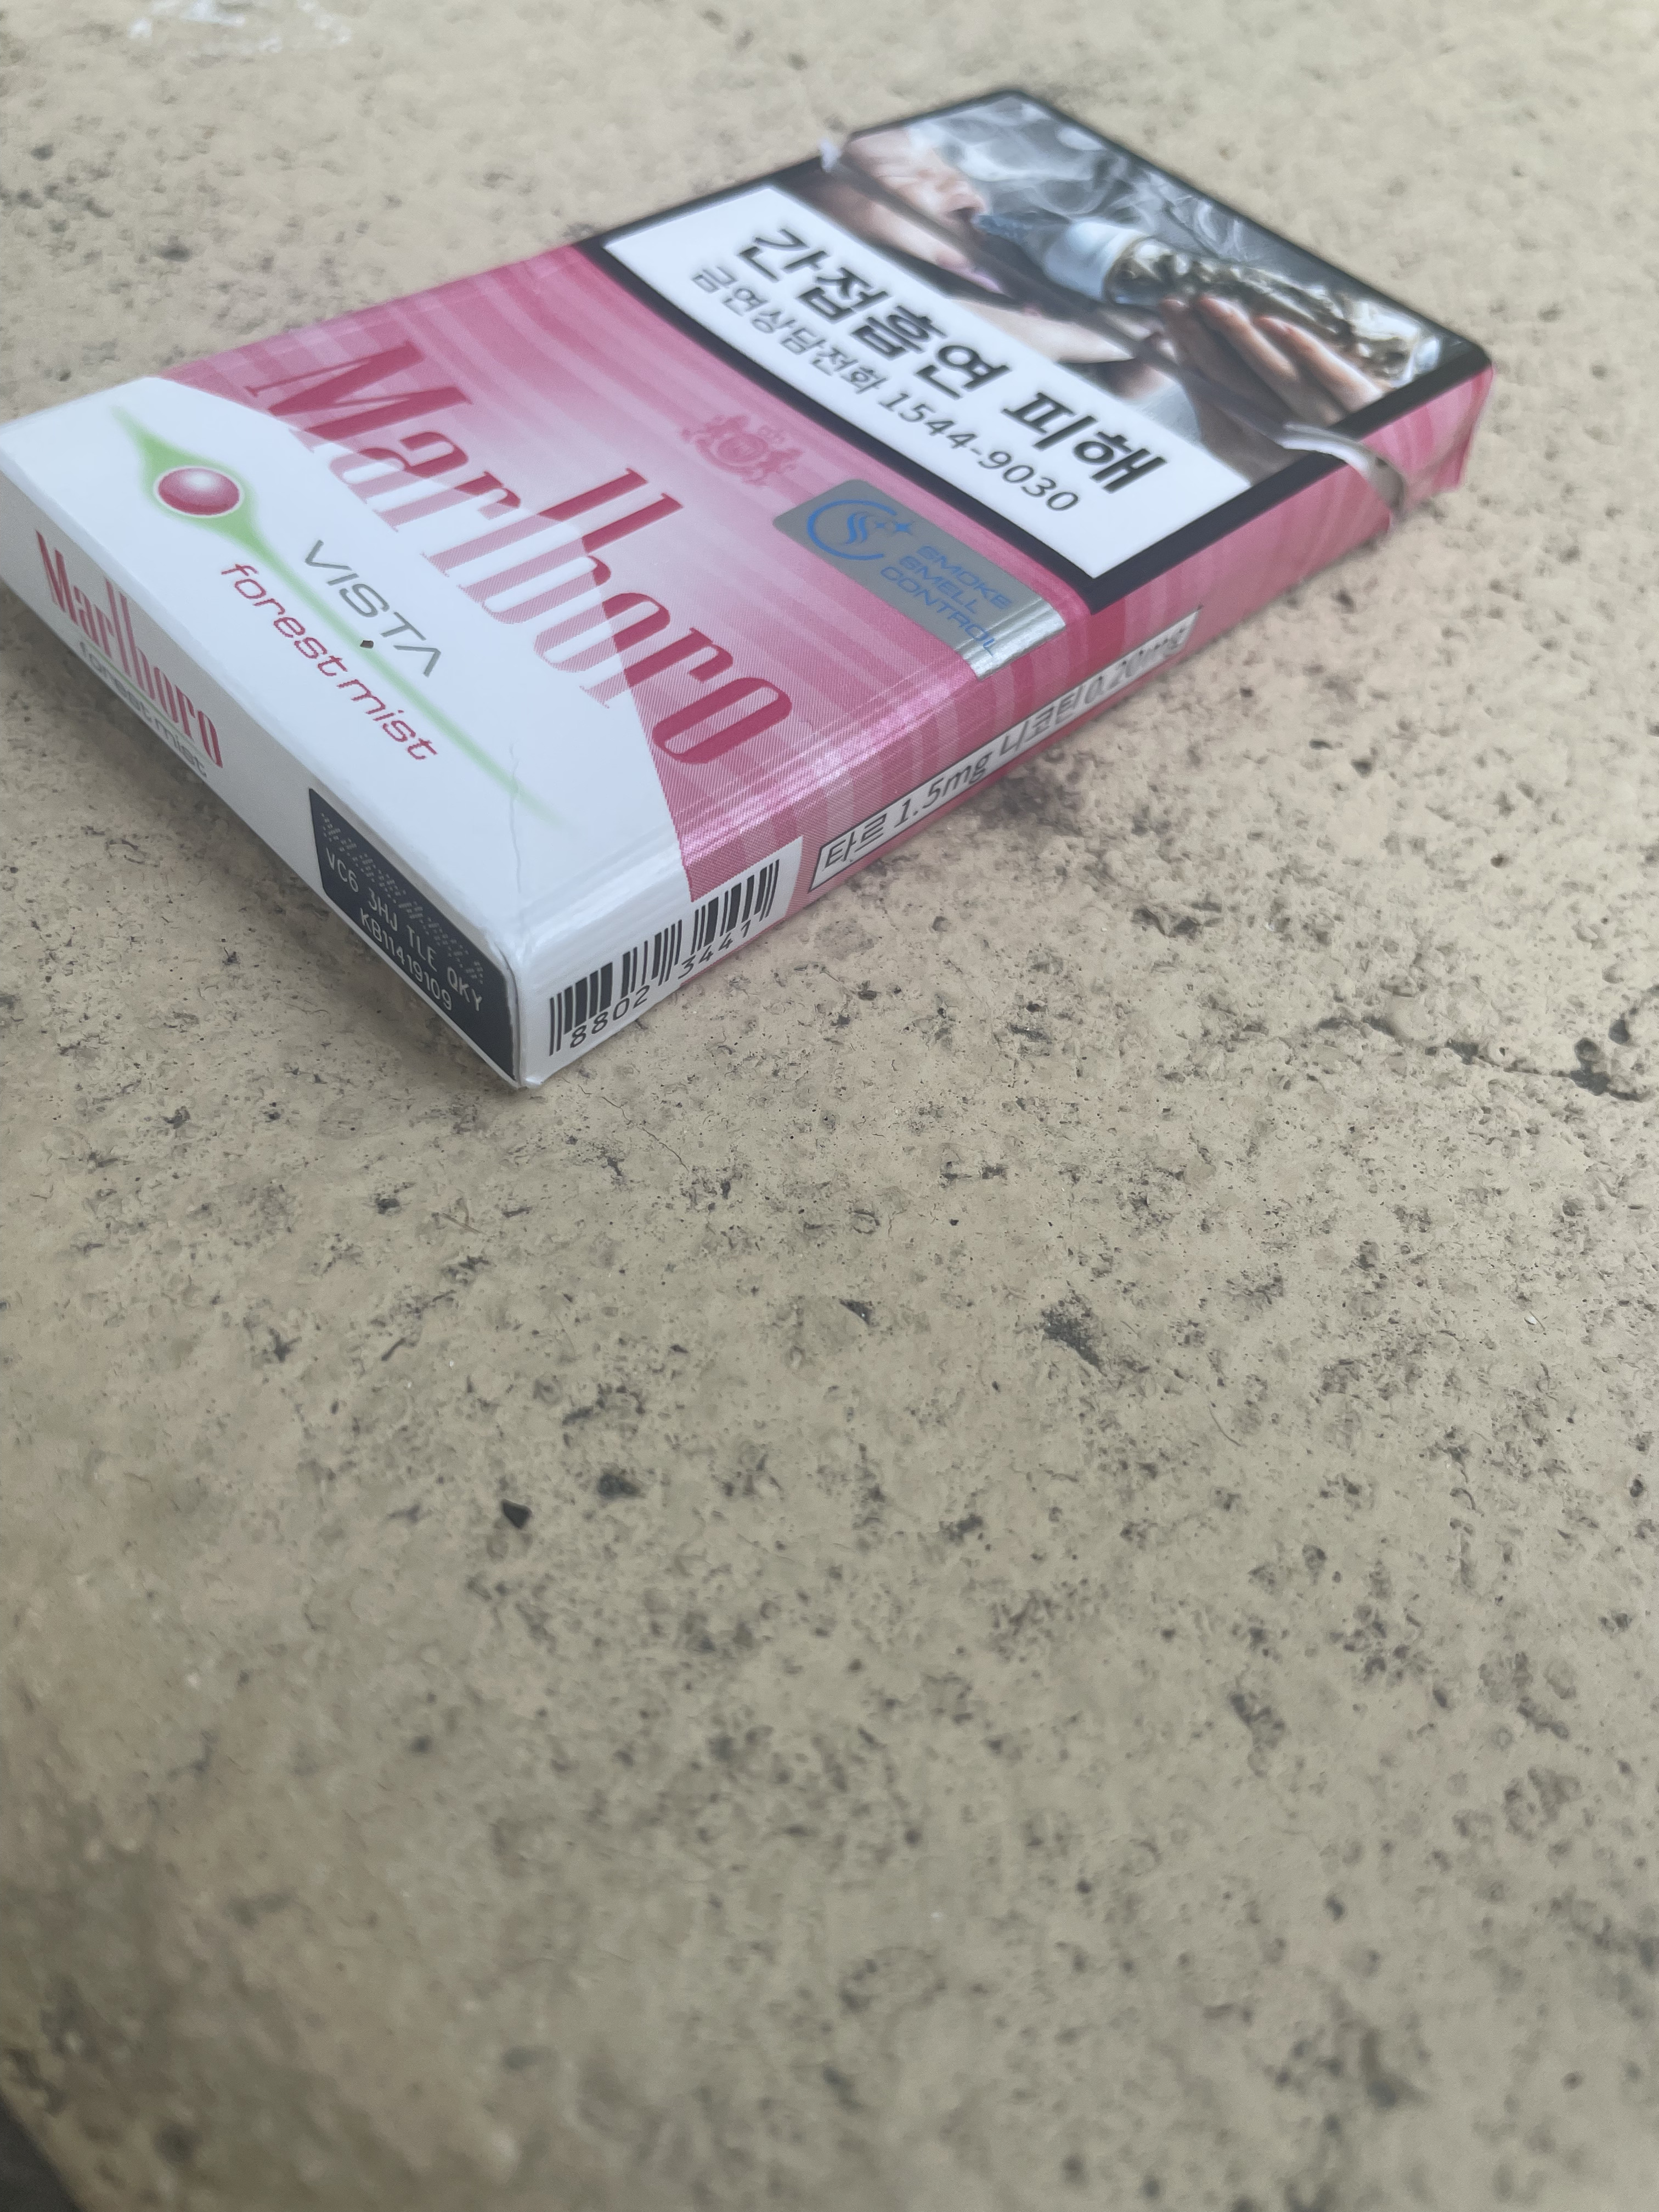 간접흡연 피해
금연상담전화 1544-9030
SMOKE
SMELL
CONTROL
Marlboro
VISTA
forest mist
타르 1.5mg 니코틴 0.20mg
8802 3441
Marlboro
forest mist
VC6 3HJ TLE QKY
KB11419109